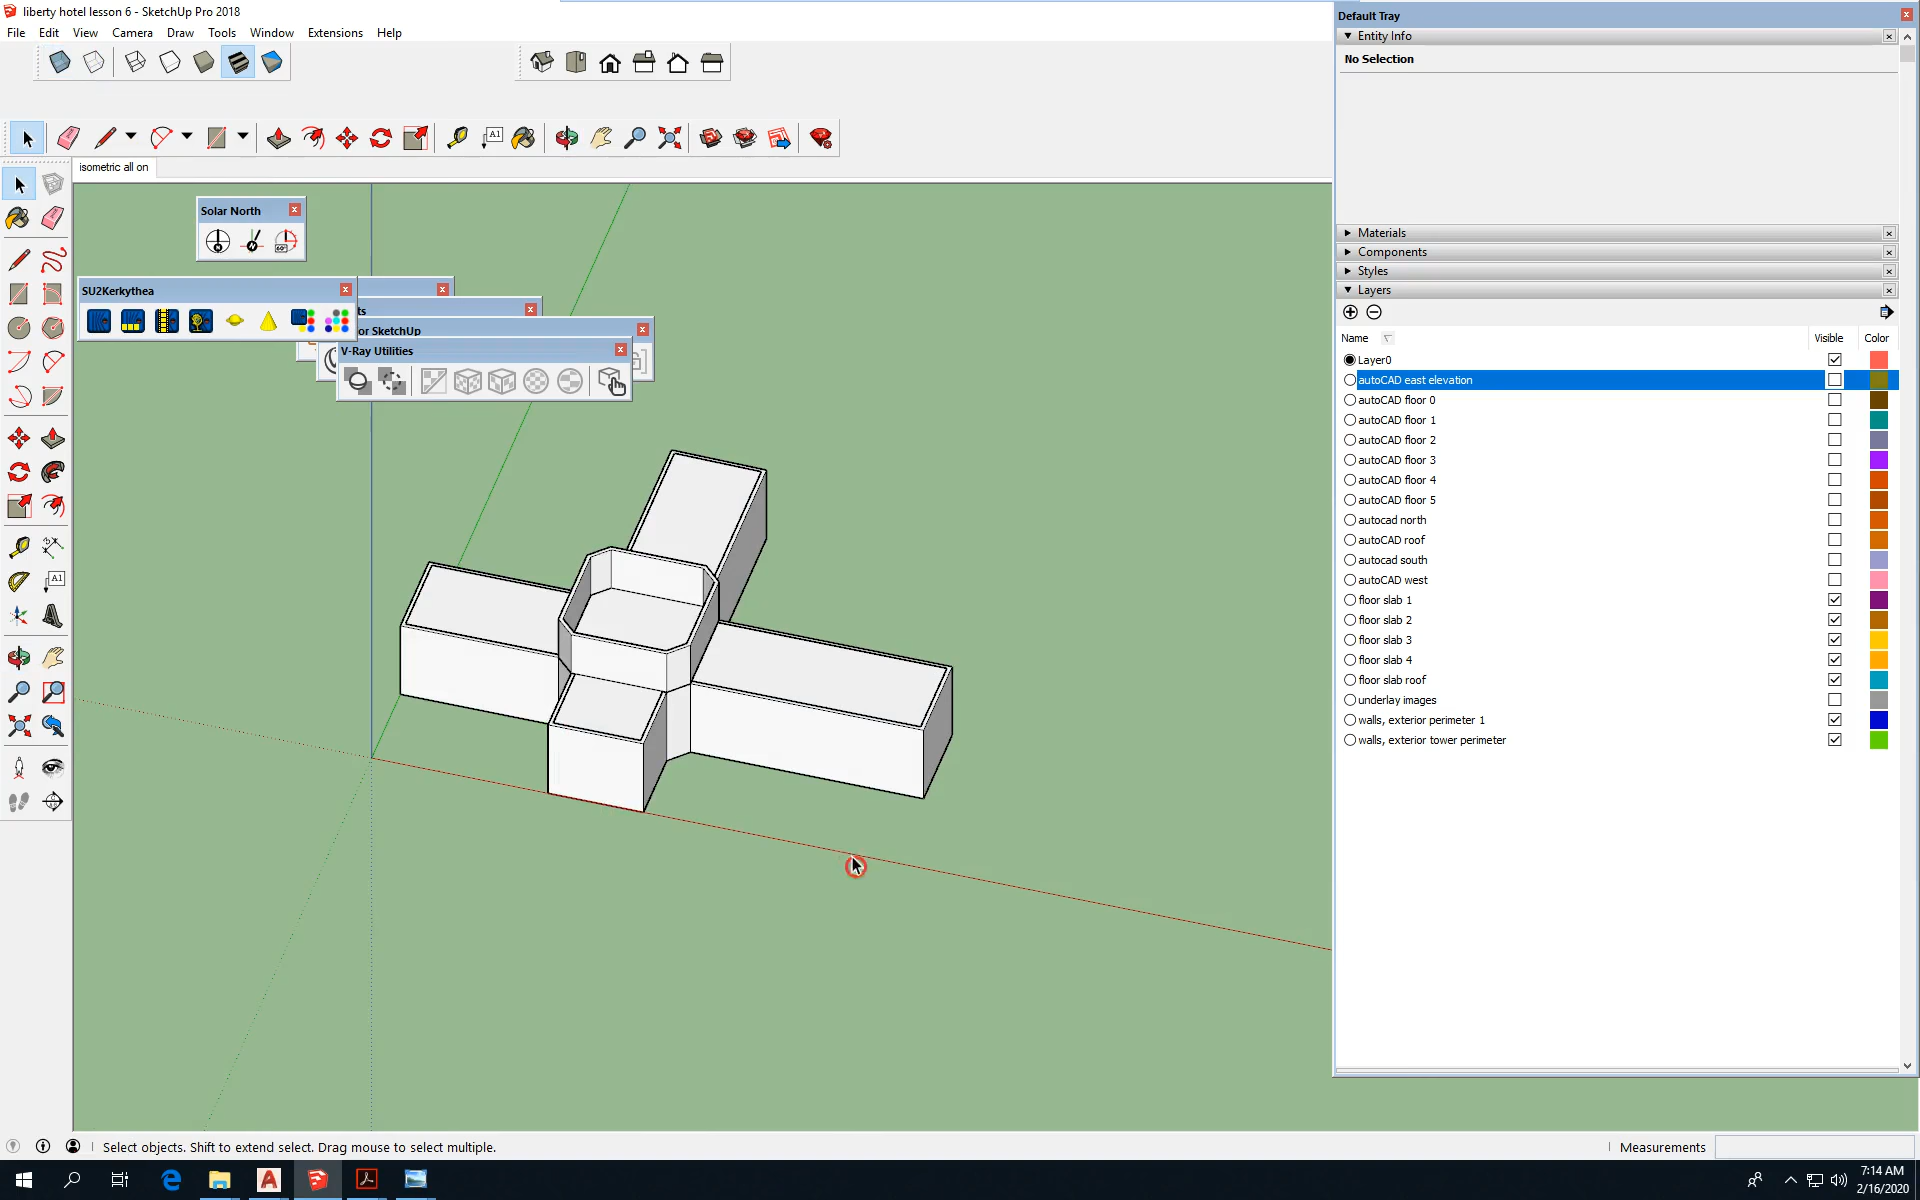 liberty hotel lesson 6 - SketchUp Pro 2018
File Edit View Camera Draw Tools Window Extensions Help
isometric all on
Solar North
SU2Kerkythea
ts
or SketchUp
V-Ray Utilities
Default Tray
Entity Info
No Selection
Materials
Components
Styles
Layers
Name Visible Color
Layer0
autoCAD east elevation
autoCAD floor 0
autoCAD floor 1
autoCAD floor 2
autoCAD floor 3
autoCAD floor 4
autoCAD floor 5
autocad north
autoCAD roof
autocad south
autoCAD west
floor slab 1
floor slab 2
floor slab 3
floor slab 4
floor slab roof
underlay images
walls, exterior perimeter 1
walls, exterior tower perimeter
Select objects. Shift to extend select. Drag mouse to select multiple.
Measurements
7:14 AM
2/16/2020